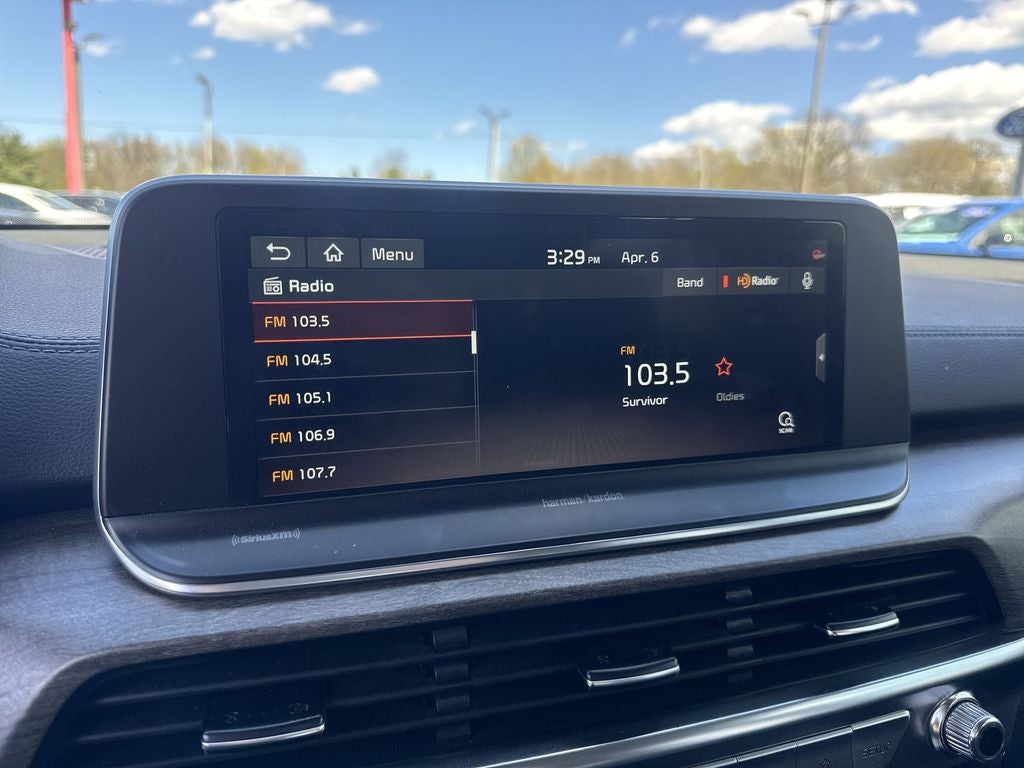 Menu 3:29 PM Apr. 6
Radio Band HD Radio
FM 103.5
FM 104.5
FM 105.1
FM 106.9
FM 107.7
FM
103.5
Survivor
Oldies
SCAN
harman/kardon
((SiriusXM))
SETUP